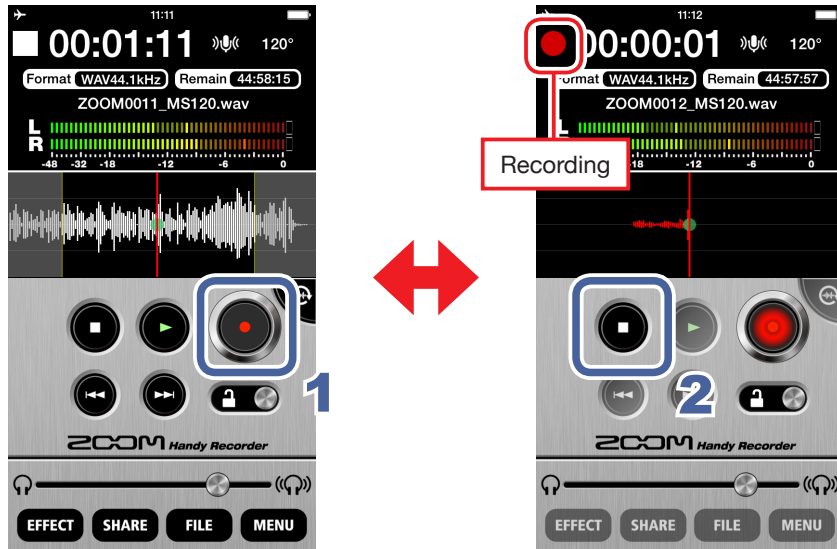 11:11
00:01:11 120°
Format WAV44.1kHz Remain 44:58:15
ZOOM0011_MS120.wav
L
R
-48 -32 -18 -12 -6 0
1
ZOOM Handy Recorder
EFFECT SHARE FILE MENU
11:12
00:00:01 120°
Format WAV44.1kHz Remain 44:57:57
ZOOM0012_MS120.wav
L
Recording
-18 -12 -6 0
2
ZOOM Handy Recorder
EFFECT SHARE FILE MENU